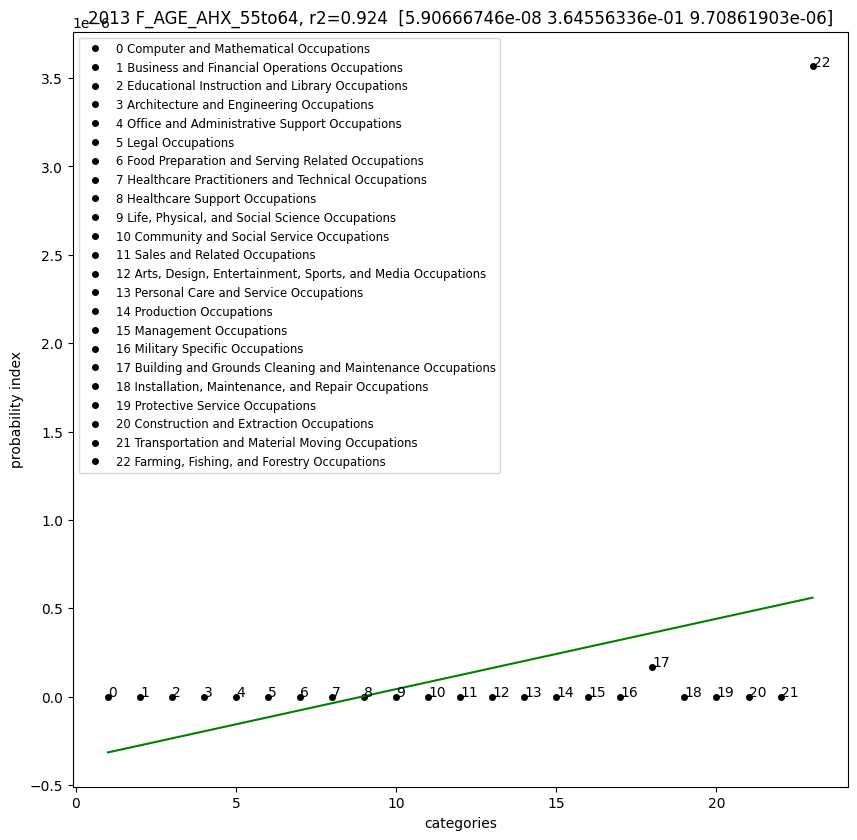 2013 F_AGE_AHX_55to64, r2=0.924 [5.90666746e-08 3.64556336e-01 9.70861903e-06]
1e−6
0 Computer and Mathematical Occupations
1 Business and Financial Operations Occupations
2 Educational Instruction and Library Occupations
3 Architecture and Engineering Occupations
4 Office and Administrative Support Occupations
5 Legal Occupations
6 Food Preparation and Serving Related Occupations
7 Healthcare Practitioners and Technical Occupations
8 Healthcare Support Occupations
9 Life, Physical, and Social Science Occupations
10 Community and Social Service Occupations
11 Sales and Related Occupations
12 Arts, Design, Entertainment, Sports, and Media Occupations
13 Personal Care and Service Occupations
14 Production Occupations
15 Management Occupations
16 Military Specific Occupations
17 Building and Grounds Cleaning and Maintenance Occupations
18 Installation, Maintenance, and Repair Occupations
19 Protective Service Occupations
20 Construction and Extraction Occupations
21 Transportation and Material Moving Occupations
22 Farming, Fishing, and Forestry Occupations
22
3.5
3.0
2.5
2.0
1.5
1.0
0.5
0.0
−0.5
probability index
17
0 1 2 3 4 5 6 7 8 9 10 11 12 13 14 15 16 18 19 20 21
0 5 10 15 20
categories